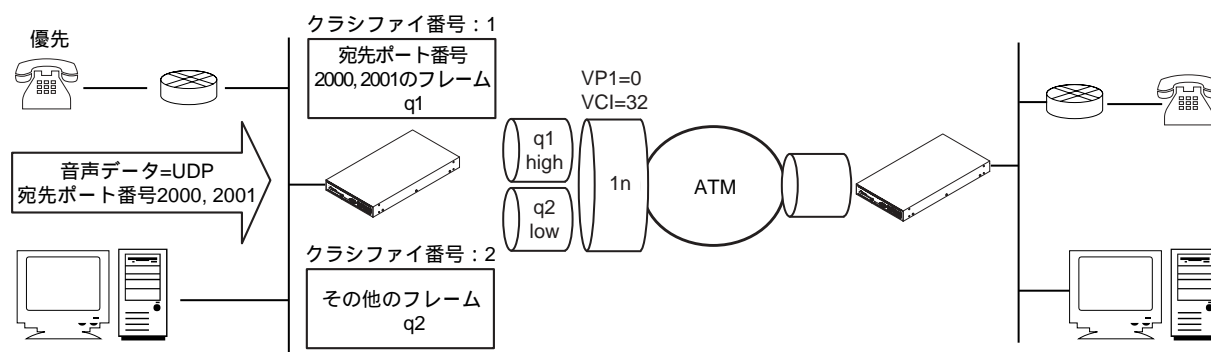 クラシファイ番号：1
優先
宛先ポート番号
2000, 2001のフレーム
q1
VP1=0
VCI=32
q1
high
1n
ATM
音声データ=UDP
宛先ポート番号2000, 2001
q2
low
クラシファイ番号：2
その他のフレーム
q2